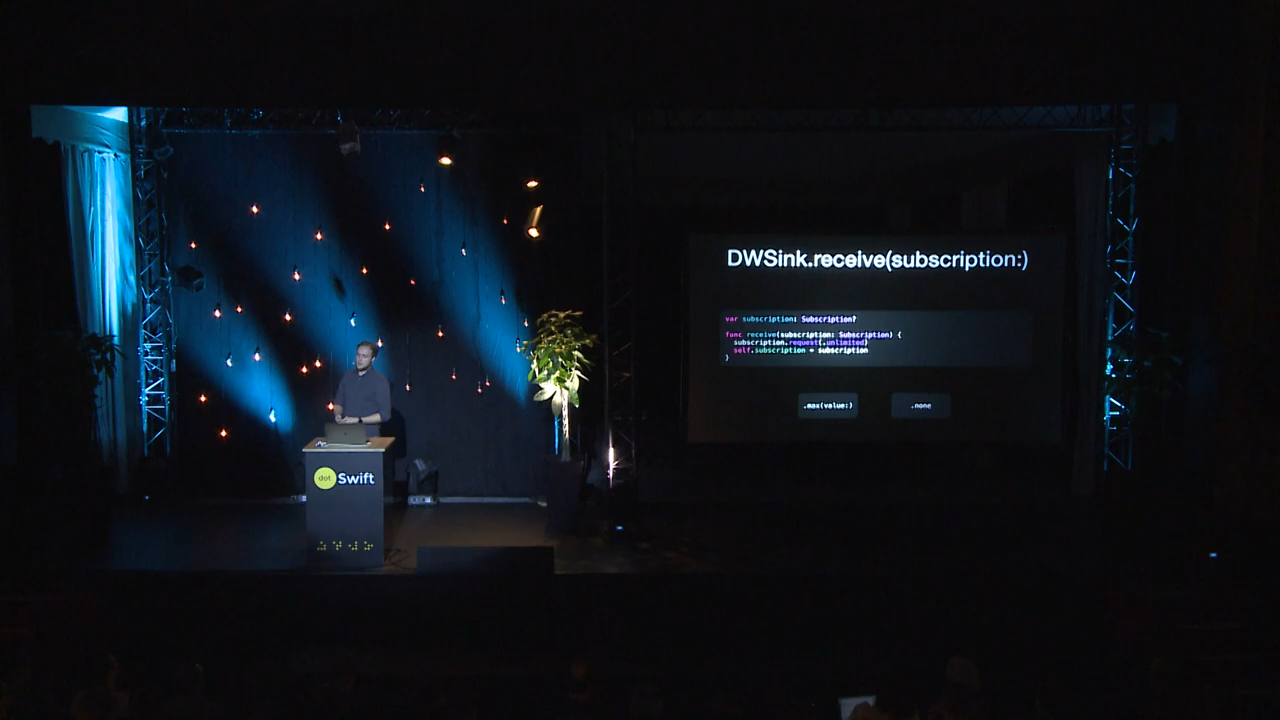 DWSink.receive(subscription:)
var subscription: Subscription?
func receive(subscription: Subscription) {
subscription.request(.unlimited)
self.subscription = subscription
}
.max(value:)
.none
dot Swift